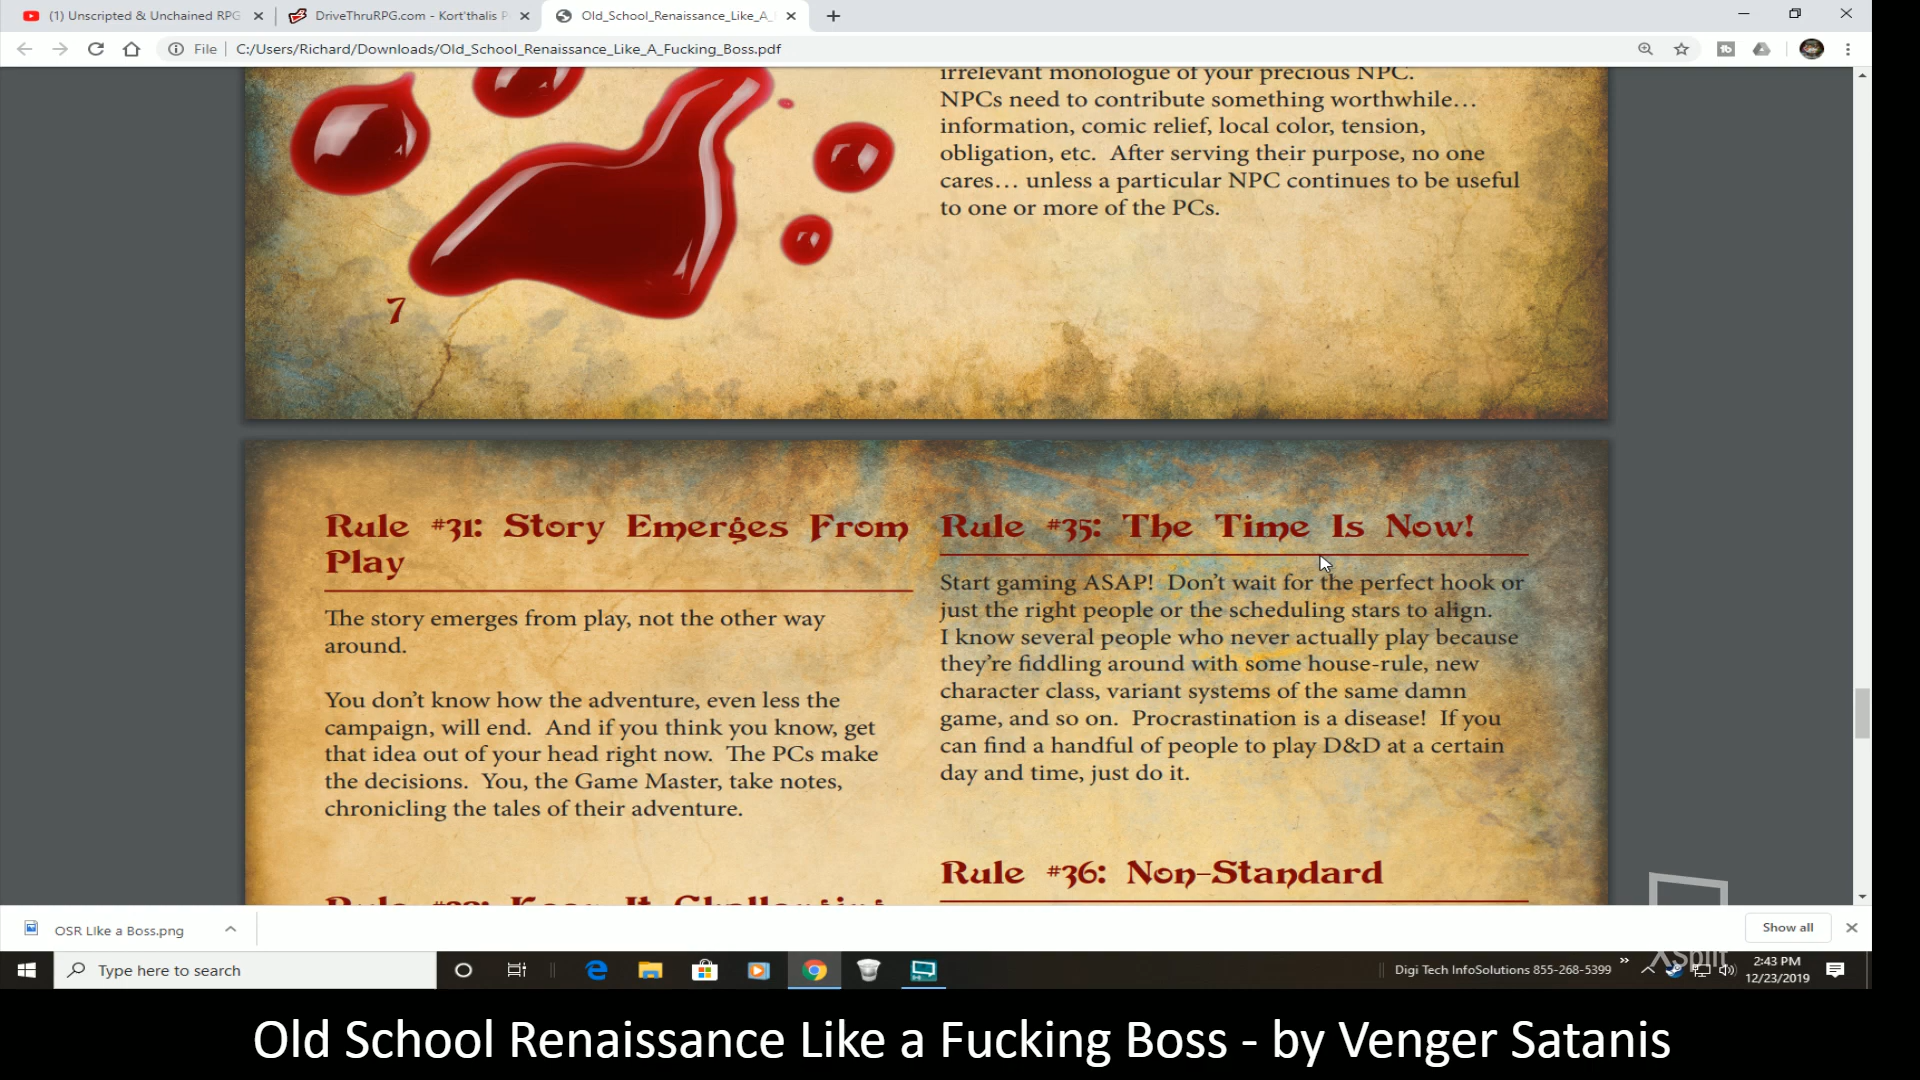 (1) Unscripted & Unchained RPG
DriveThruRPG.com - Kort'thalis P
Old_School_Renaissance_Like_A_
File
C:/Users/Richard/Downloads/Old_School_Renaissance_Like_A_Fucking_Boss.pdf
irrelevant monologue of your precious NPC.
NPCs need to contribute something worthwhile…
information, comic relief, local color, tension,
obligation, etc.  After serving their purpose, no one
cares… unless a particular NPC continues to be useful
to one or more of the PCs.
7
Rule #31: Story Emerges From
Play
The story emerges from play, not the other way
around.
You don't know how the adventure, even less the
campaign, will end.  And if you think you know, get
that idea out of your head right now.  The PCs make
the decisions.  You, the Game Master, take notes,
chronicling the tales of their adventure.
Rule #35: The Time Is Now!
Start gaming ASAP!  Don't wait for the perfect hook or
just the right people or the scheduling stars to align.
I know several people who never actually play because
they're fiddling around with some house-rule, new
character class, variant systems of the same damn
game, and so on.  Procrastination is a disease!  If you
can find a handful of people to play D&D at a certain
day and time, just do it.
Rule #36: Non-Standard
OSR LIke a Boss.png
Show all
Type here to search
Digi Tech InfoSolutions 855-268-5399
XSplit
2:43 PM
12/23/2019
Old School Renaissance Like a Fucking Boss - by Venger Satanis